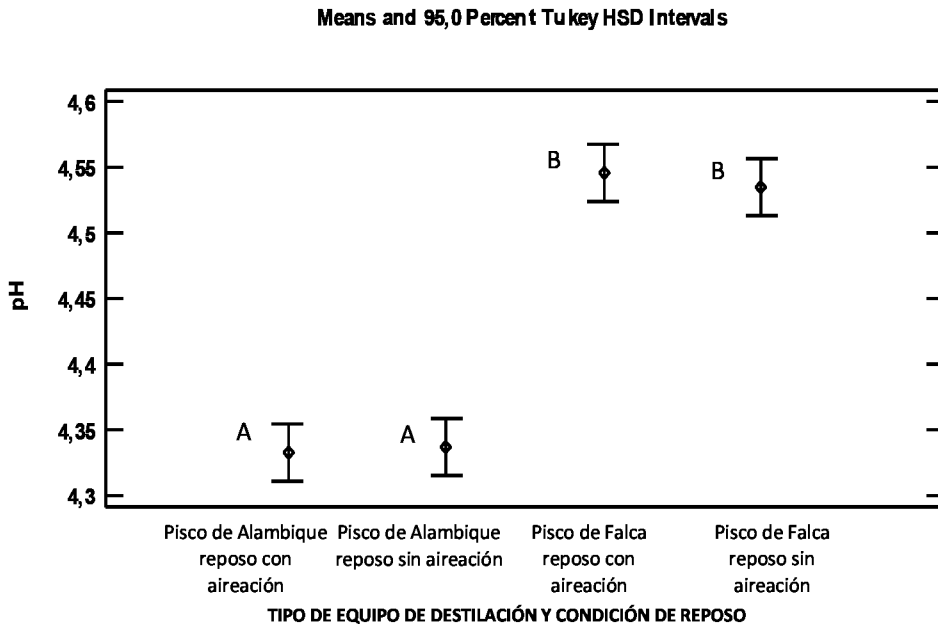 Means and 95,0 Percent Tukey HSD Intervals
4,6
4,55
4,5
4,45
4,4
4,35
4,3
pH
A
A
B
B
Pisco de Alambique
reposo con
aireación
Pisco de Alambique
reposo sin aireación
Pisco de Falca
reposo con
aireación
Pisco de Falca
reposo sin
aireación
TIPO DE EQUIPO DE DESTILACIÓN Y CONDICIÓN DE REPOSO